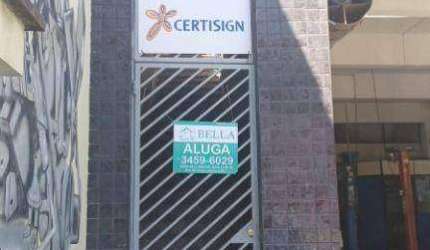 CERTISIGN
BELLA
ALUGA
3459-6029